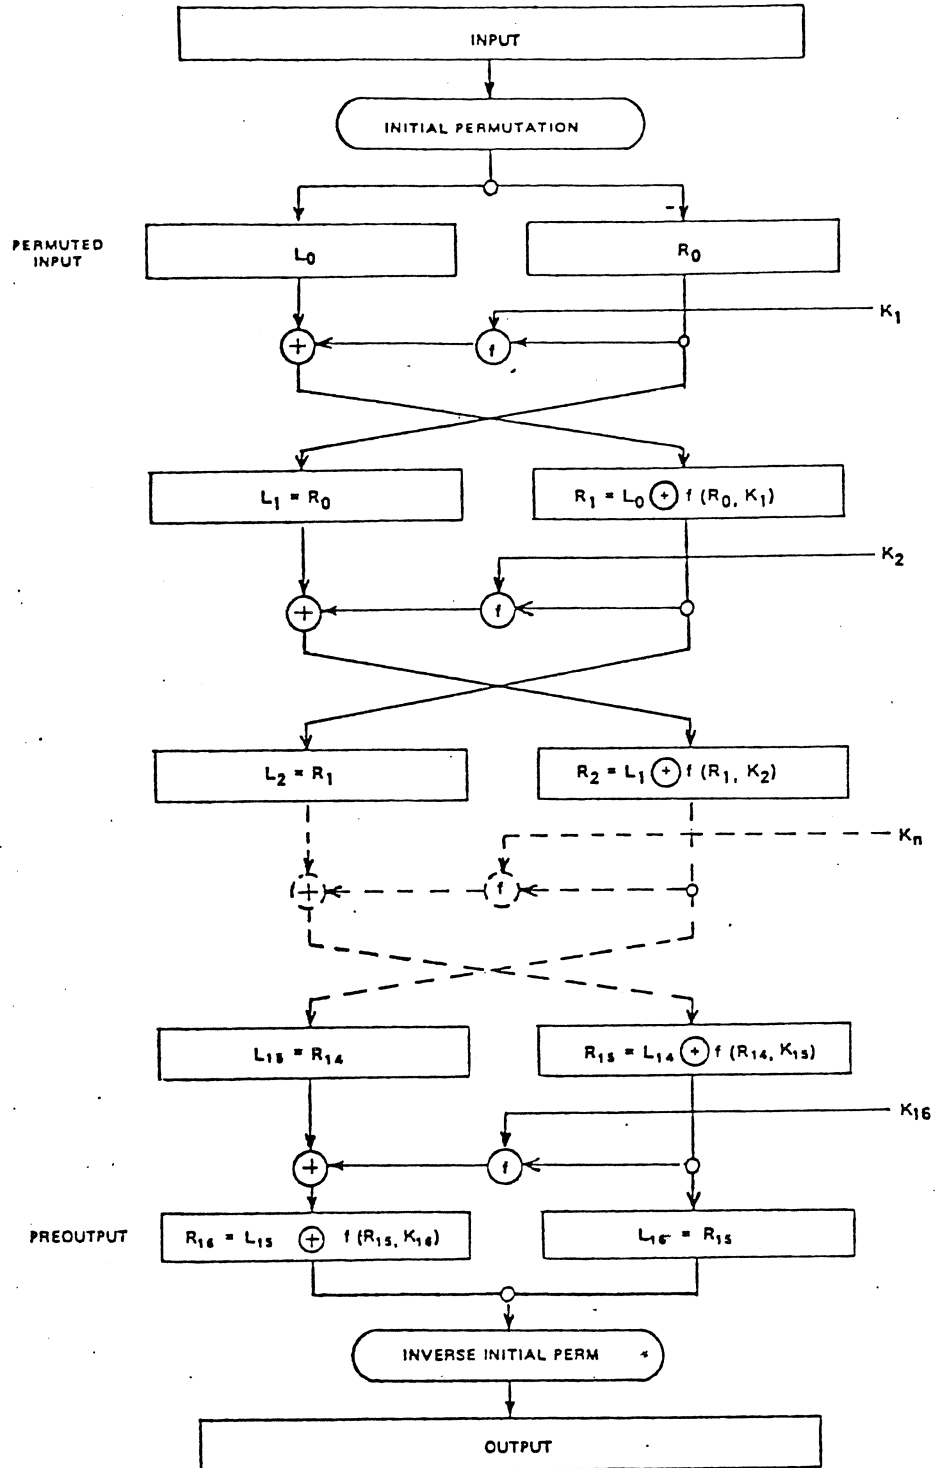 INPUT
INITIAL PERMUTATION
PERMUTED
INPUT
L₀
R₀
K₁
+
f
L₁ = R₀
R₁ = L₀ ⊕ f (R₀, K₁)
K₂
+
f
L₂ = R₁
R₂ = L₁ ⊕ f (R₁, K₂)
Kₙ
+
f
L₁₅ = R₁₄
R₁₅ = L₁₄ ⊕ f (R₁₄, K₁₅)
K₁₆
+
f
PREOUTPUT
R₁₆ = L₁₅ ⊕ f (R₁₅, K₁₆)
L₁₆ = R₁₅
INVERSE INITIAL PERM
OUTPUT